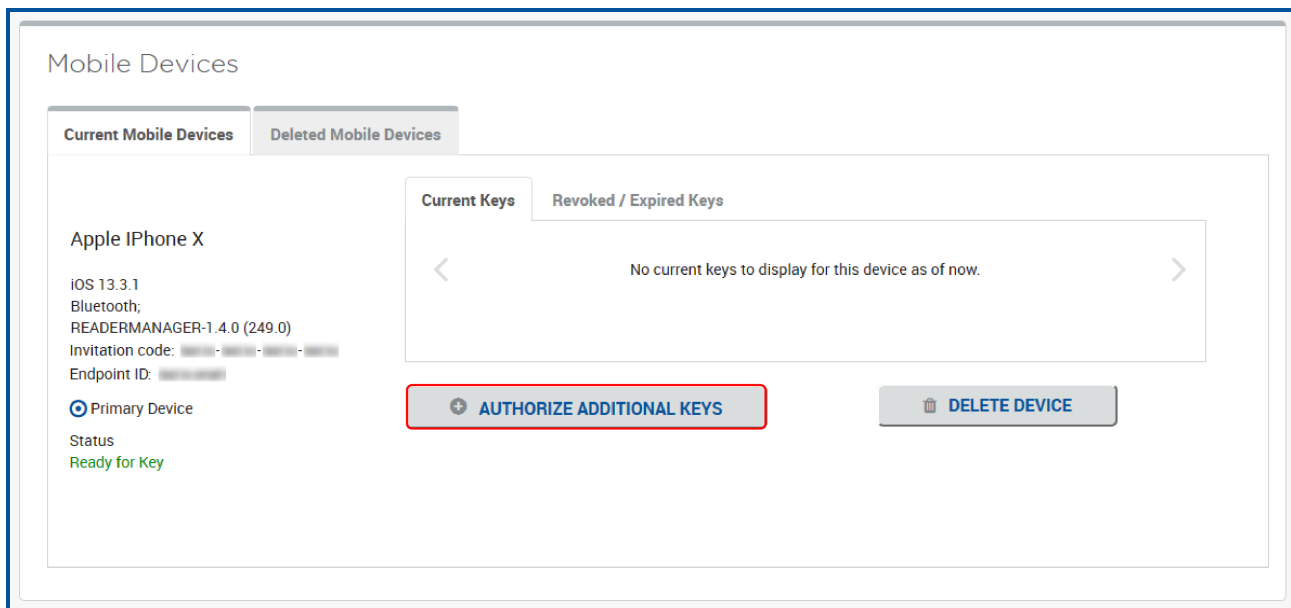 Mobile Devices
Current Mobile Devices
Deleted Mobile Devices
Current Keys
Revoked / Expired Keys
Apple IPhone X
No current keys to display for this device as of now.
iOS 13.3.1
Bluetooth;
READERMANAGER-1.4.0 (249.0)
Invitation code:
Endpoint ID:
Primary Device
Status
Ready for Key
AUTHORIZE ADDITIONAL KEYS
DELETE DEVICE